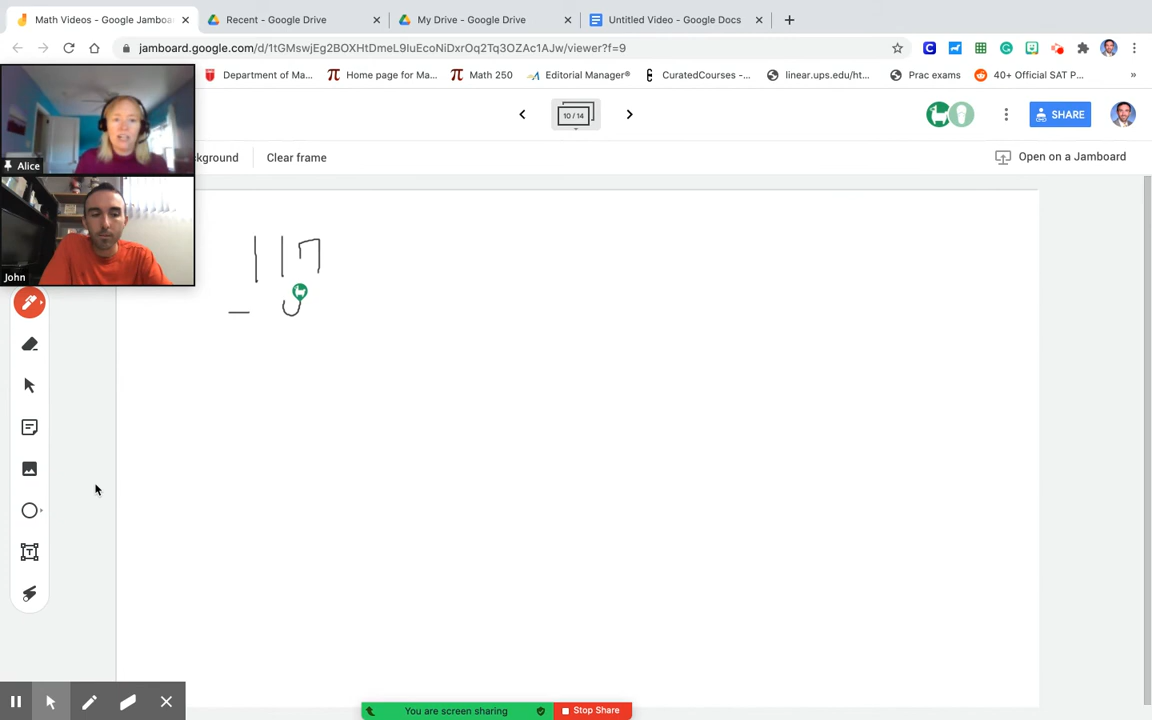 Math Videos - Google Jamboa
Recent - Google Drive
My Drive - Google Drive
Untitled Video - Google Docs
jamboard.google.com/d/1tGMswjEg2BOXHtDmeL9IuEcoNiDxrOq2Tq3OZAc1AJw/viewer?f=9
Department of Ma...
Home page for Ma...
Math 250
Editorial Manager®
CuratedCourses -...
linear.ups.edu/ht...
Prac exams
40+ Official SAT P...
»
10 / 14
SHARE
Alice
kground
Clear frame
Open on a Jamboard
John
117
–
You are screen sharing
Stop Share